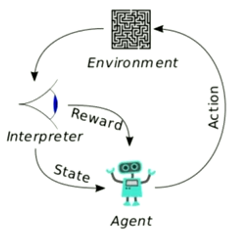 Environment
Reward
Action
Interpreter
State
Agent